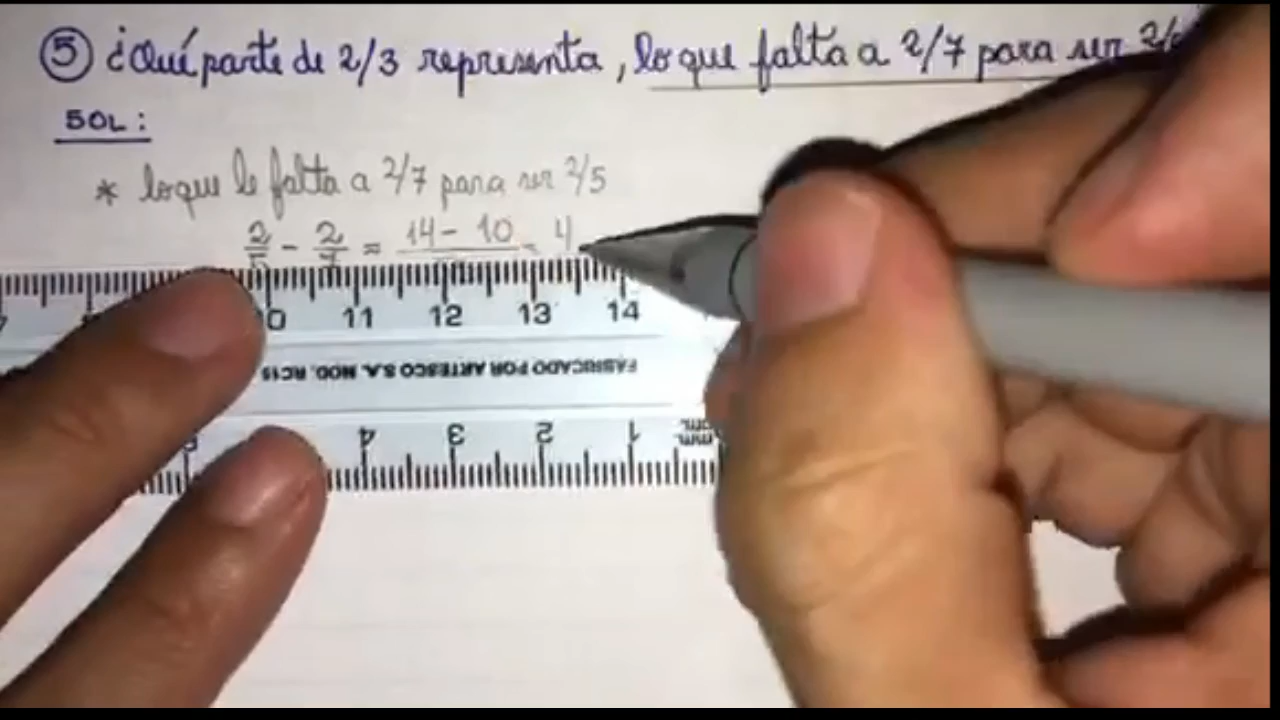 ⑤ ¿Qué parte de 2/3 representa, lo que falta a 2/7 para ser
SOL:
* lo que le falta a 2/7 para ser 2/5
2/5 - 2/7 = 14 - 10 = 4
11 12 13 14
FABRICADO POR ARTESCO S.A. MOD. RC15
4 3 2 1 mm. cm.